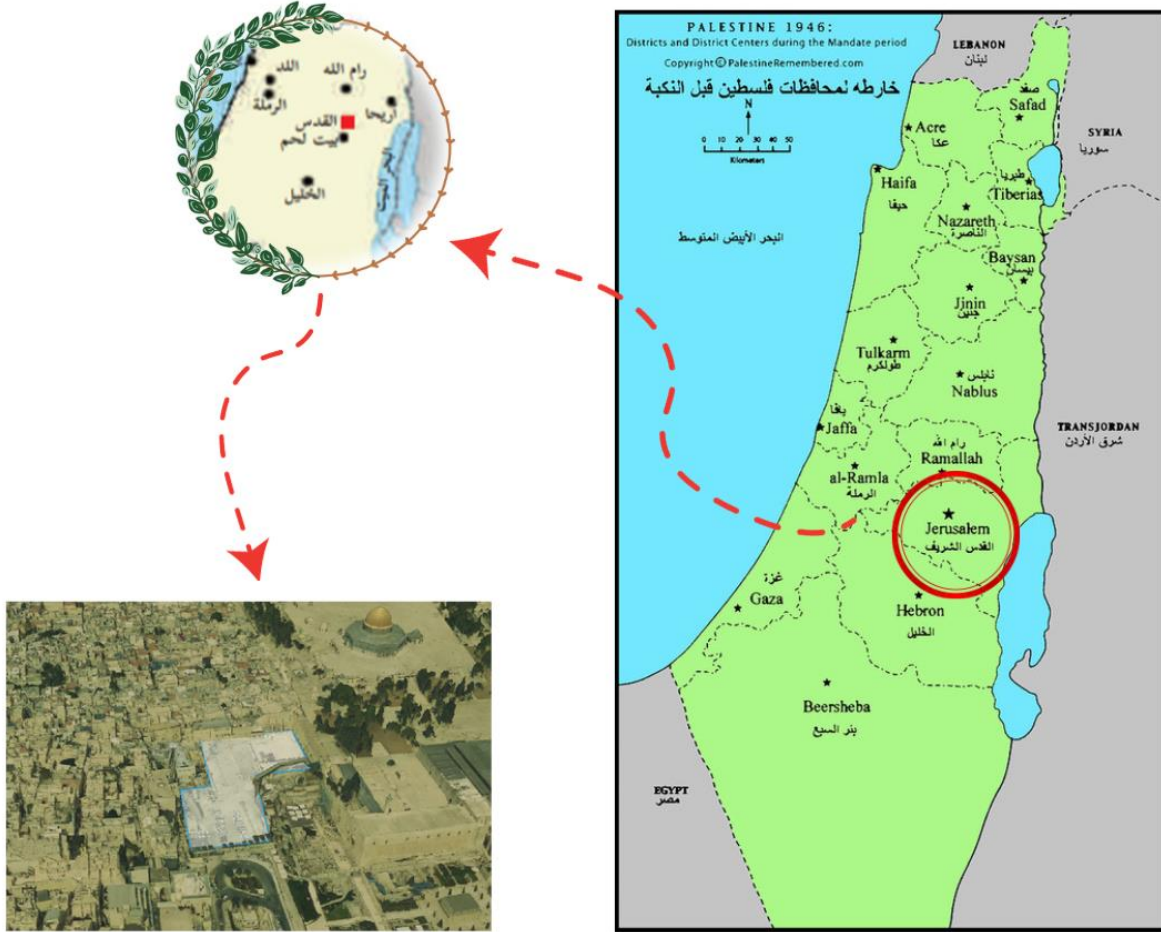 اللد
رام الله
الرملة
أريحا
القدس
بيت لحم
البحر الميت
الخليل
PALESTINE 1946:
Districts and District Centers during the Mandate period
Copyright © PalestineRemembered.com
خارطه لمحافظات فلسطين قبل النكبة
N
0 10 20 30 40 50
Kilometers
LEBANON
لبنان
صفد
Safad
SYRIA
سوريا
Acre
عكا
Haifa
حيفا
طبريا
Tiberias
Nazareth
الناصرة
البحر الأبيض المتوسط
Baysan
بيسان
Jinin
جنين
Tulkarm
طولكرم
نابلس
Nablus
يافا
Jaffa
TRANSJORDAN
شرق الأردن
رام الله
Ramallah
al-Ramla
الرملة
Jerusalem
القدس الشريف
غزة
Gaza
Hebron
الخليل
Beersheba
بئر السبع
EGYPT
مصر